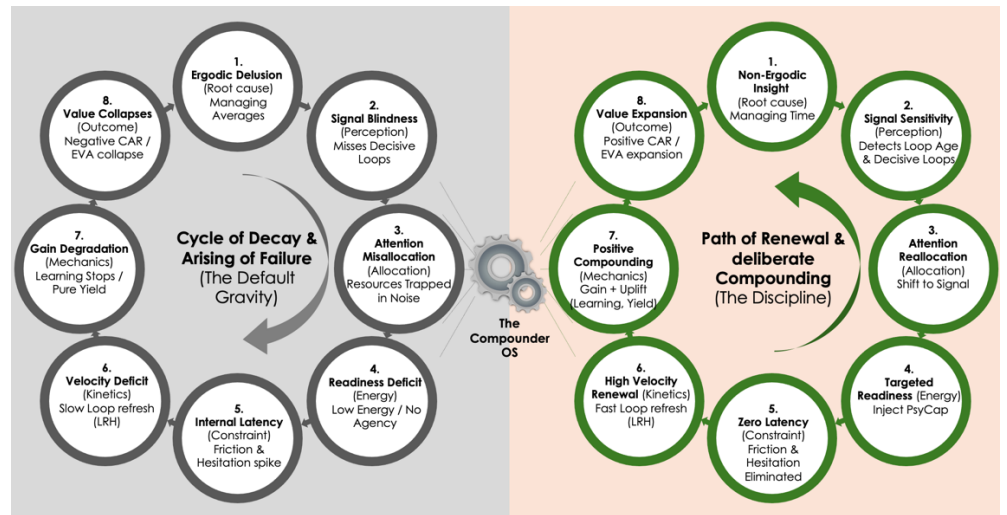 1.
Ergodic Delusion
(Root cause)
Managing
Averages
2.
Signal Blindness
(Perception)
Misses Decisive
Loops
3.
Attention
Misallocation
(Allocation)
Resources Trapped
in Noise
4.
Readiness Deficit
(Energy)
Low Energy / No
Agency
5.
Internal Latency
(Constraint)
Friction &
Hesitation spike
6.
Velocity Deficit
(Kinetics)
Slow Loop refresh
(LRH)
7.
Gain Degradation
(Mechanics)
Learning Stops /
Pure Yield
8.
Value Collapses
(Outcome)
Negative CAR /
EVA collapse
Cycle of Decay &
Arising of Failure
(The Default
Gravity)
The
Compounder
OS
1.
Non-Ergodic
Insight
(Root cause)
Managing Time
2.
Signal Sensitivity
(Perception)
Detects Loop Age
& Decisive Loops
3.
Attention
Reallocation
(Allocation)
Shift to Signal
4.
Targeted
Readiness (Energy)
Inject PsyCap
5.
Zero Latency
(Constraint)
Friction &
Hesitation
Eliminated
6.
High Velocity
Renewal (Kinetics)
Fast Loop refresh
(LRH)
7.
Positive
Compounding
(Mechanics)
Gain + Uplift
(Learning, Yield)
8.
Value Expansion
(Outcome)
Positive CAR /
EVA expansion
Path of Renewal &
deliberate
Compounding
(The Discipline)